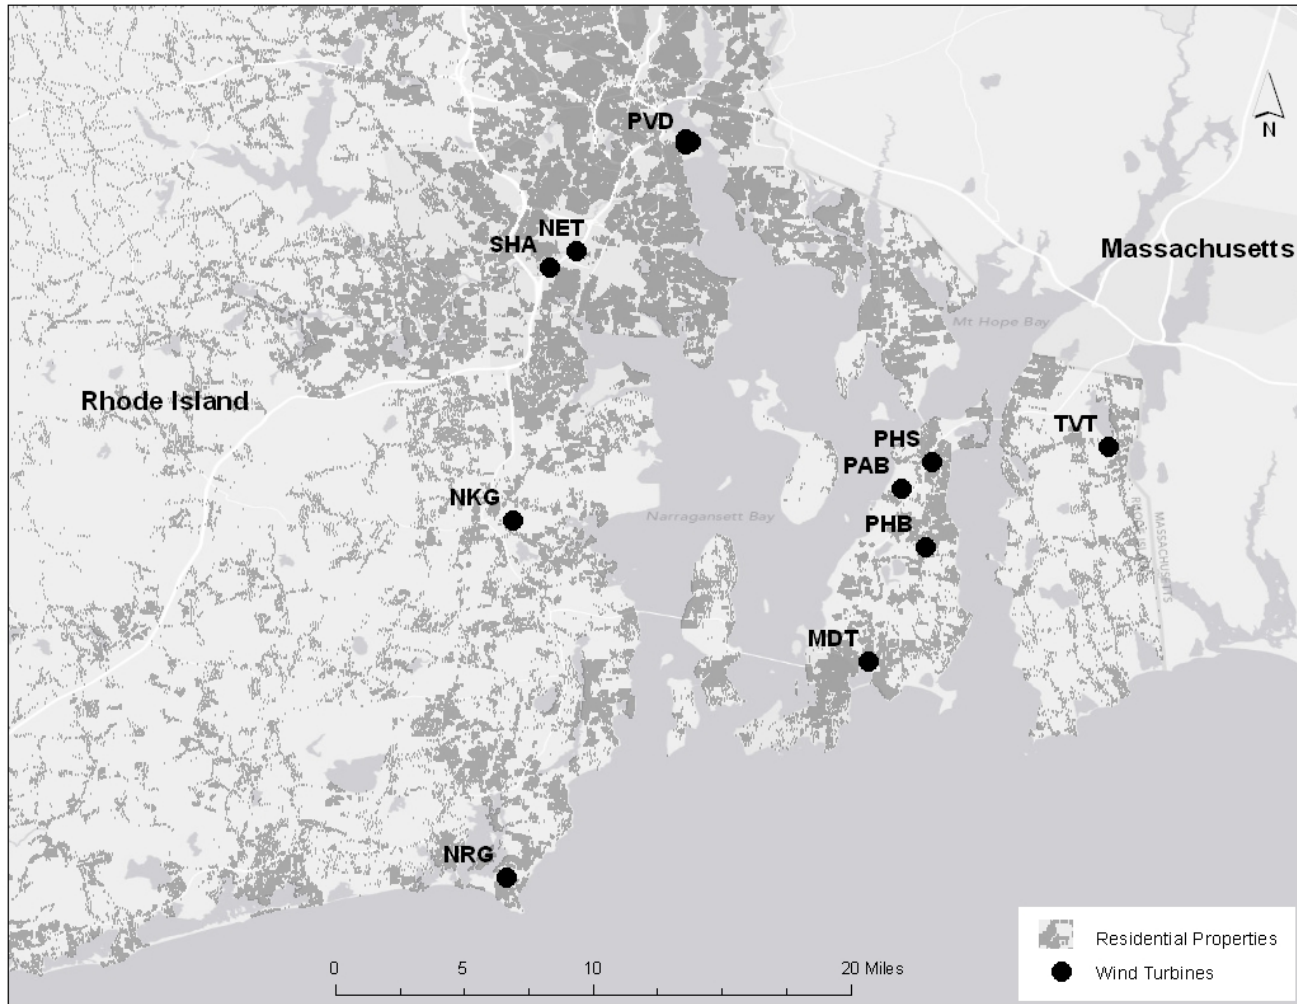 PVD
N
NET
SHA
Massachusetts
Mt Hope Bay
Rhode Island
TVT
PHS
PAB
NKG
Narragansett Bay
PHB
MASSACHUSETTS
MDT
NRG
Residential Properties
0 5 10 20 Miles
Wind Turbines